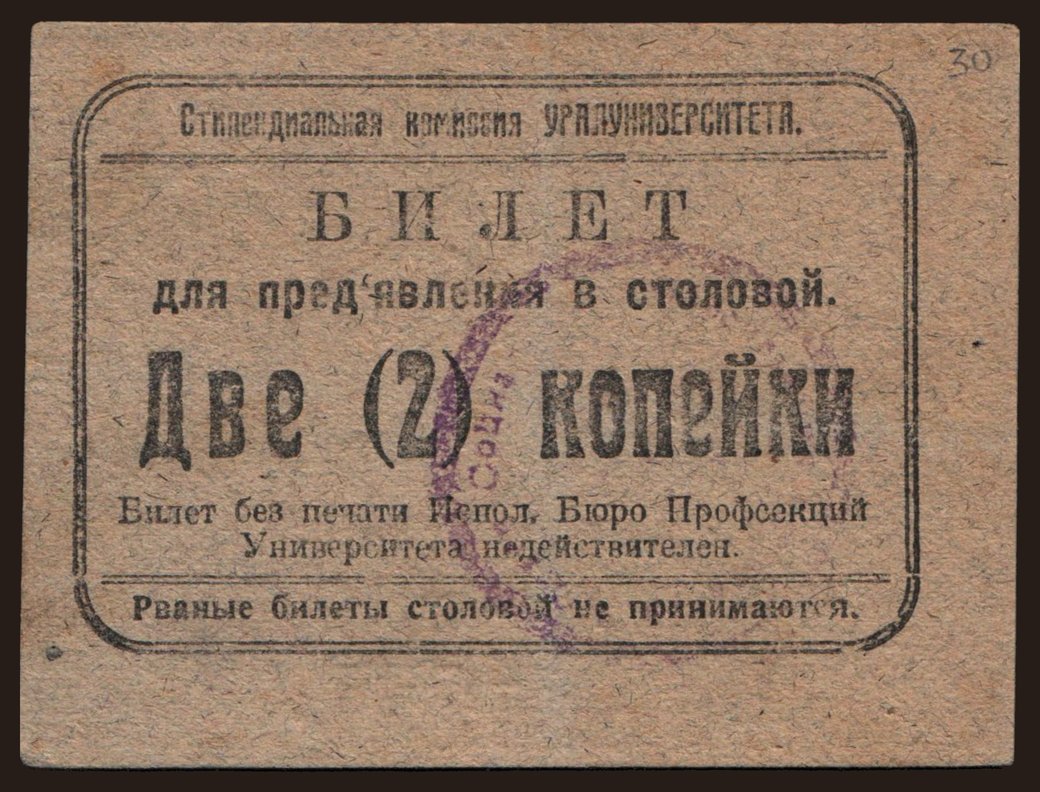 30
Стипендиальная комиссия УРАЛУНИВЕРСИТЕТА.
БИЛЕТ
для пред'явления в столовой.
Две (2) копейки
Билет без печати Испол. Бюро Профсекций
Университета недействителен.
Рваные билеты столовой не принимаются.